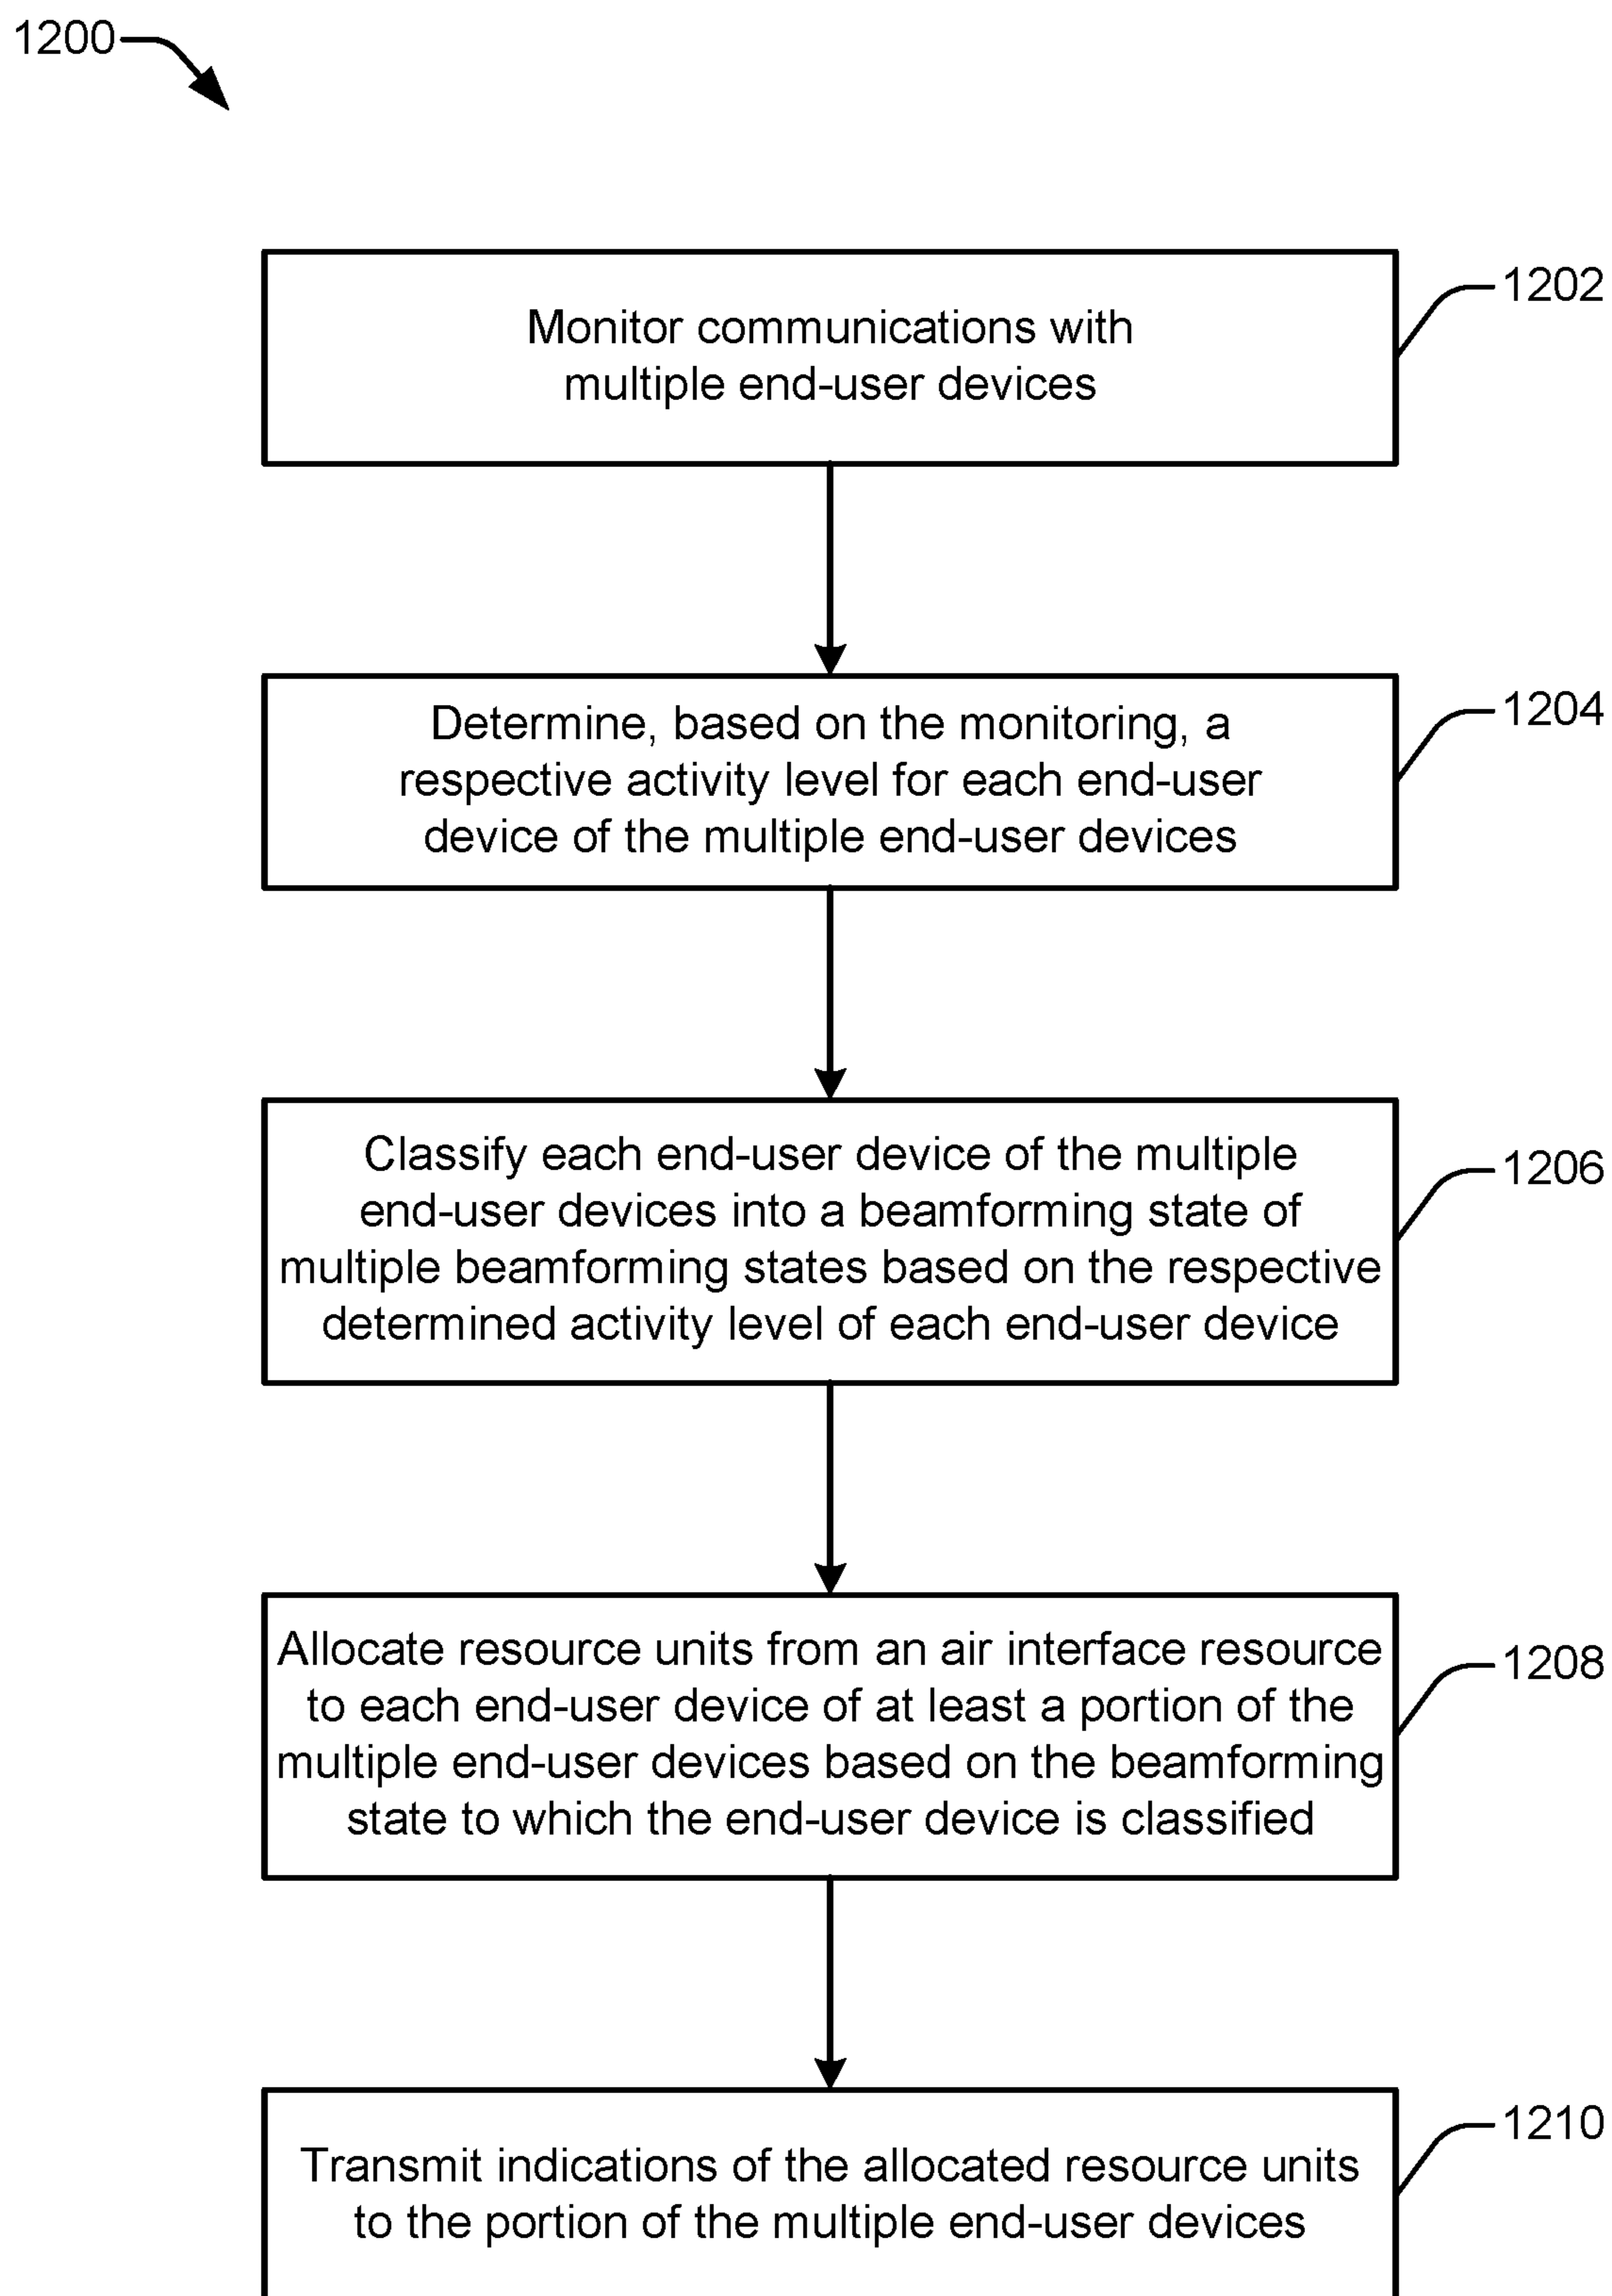 1200
Monitor communications with
multiple end-user devices
1202
Determine, based on the monitoring, a
respective activity level for each end-user
device of the multiple end-user devices
1204
Classify each end-user device of the multiple
end-user devices into a beamforming state of
multiple beamforming states based on the respective
determined activity level of each end-user device
1206
Allocate resource units from an air interface resource
to each end-user device of at least a portion of the
multiple end-user devices based on the beamforming
state to which the end-user device is classified
1208
Transmit indications of the allocated resource units
to the portion of the multiple end-user devices
1210